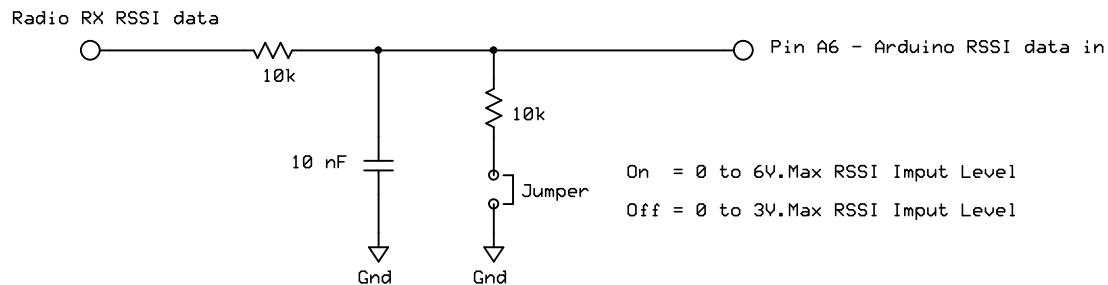 Radio RX RSSI data
Pin A6 - Arduino RSSI data in
10k
10k
10 nF
On = 0 to 6V.Max RSSI Imput Level
Jumper
Off = 0 to 3V.Max RSSI Imput Level
Gnd
Gnd